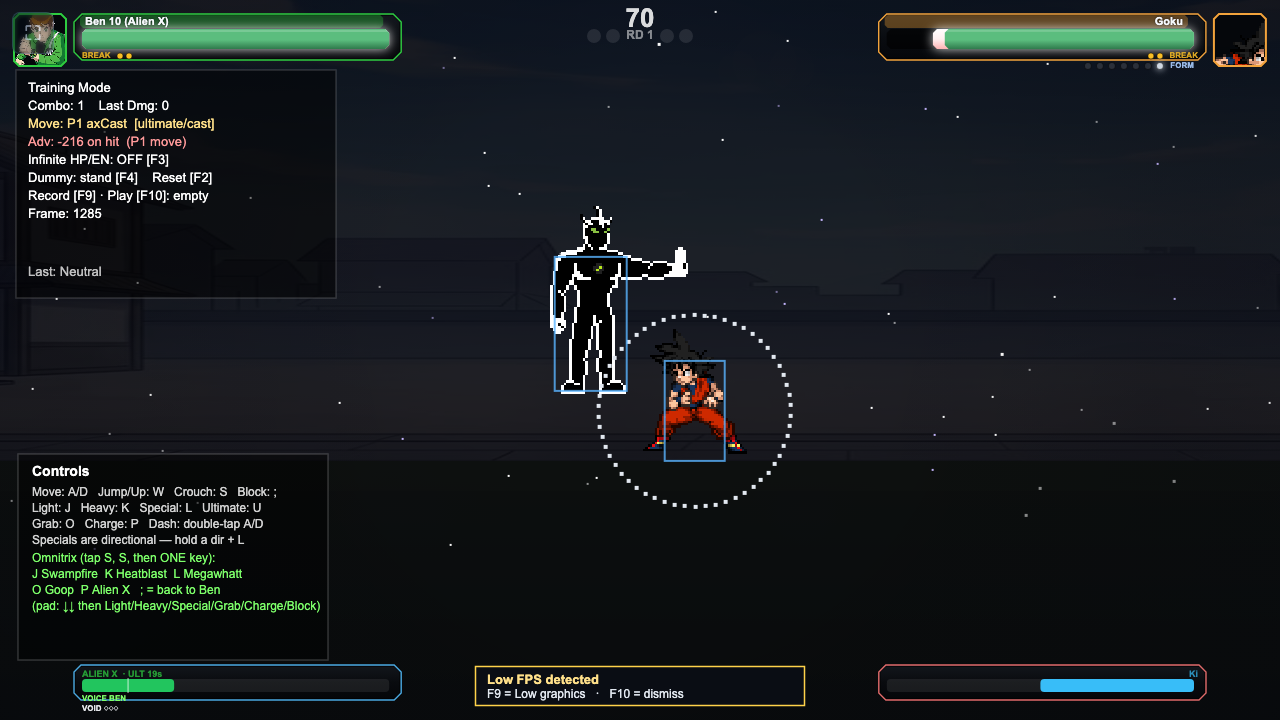 Ben 10 (Alien X)
BREAK
70
RD 1
Goku
BREAK
FORM
Training Mode
Combo: 1 Last Dmg: 0
Move: P1 axCast [ultimate/cast]
Adv: -216 on hit (P1 move)
Infinite HP/EN: OFF [F3]
Dummy: stand [F4] Reset [F2]
Record [F9] · Play [F10]: empty
Frame: 1285
Last: Neutral
Controls
Move: A/D Jump/Up: W Crouch: S Block: ;
Light: J Heavy: K Special: L Ultimate: U
Grab: O Charge: P Dash: double-tap A/D
Specials are directional — hold a dir + L
Omnitrix (tap S, S, then ONE key):
J Swampfire K Heatblast L Megawhatt
O Goop P Alien X ; = back to Ben
(pad: ↓↓ then Light/Heavy/Special/Grab/Charge/Block)
ALIEN X · ULT 19s
VOICE BEN
VOID ◇◇◇
Low FPS detected
F9 = Low graphics · F10 = dismiss
Ki